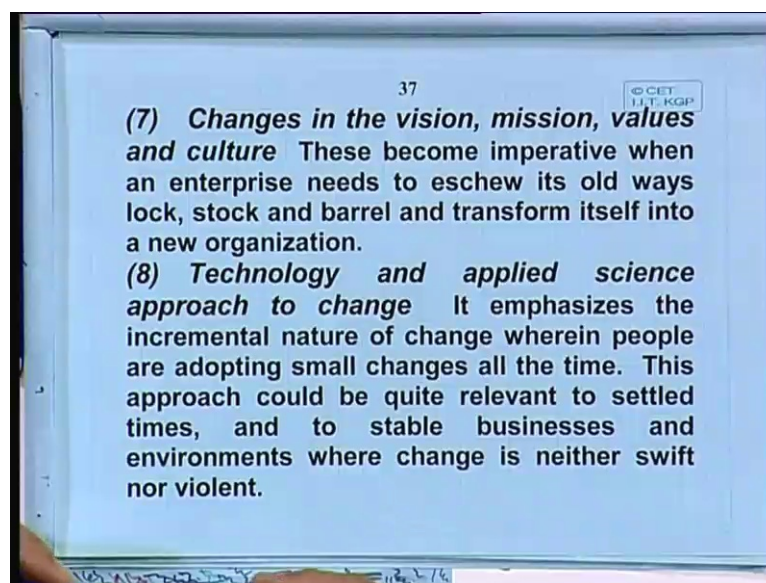 37
© CET
I.I.T. KGP
(7) Changes in the vision, mission, values
and culture These become imperative when
an enterprise needs to eschew its old ways
lock, stock and barrel and transform itself into
a new organization.
(8) Technology and applied science
approach to change It emphasizes the
incremental nature of change wherein people
are adopting small changes all the time. This
approach could be quite relevant to settled
times, and to stable businesses and
environments where change is neither swift
nor violent.